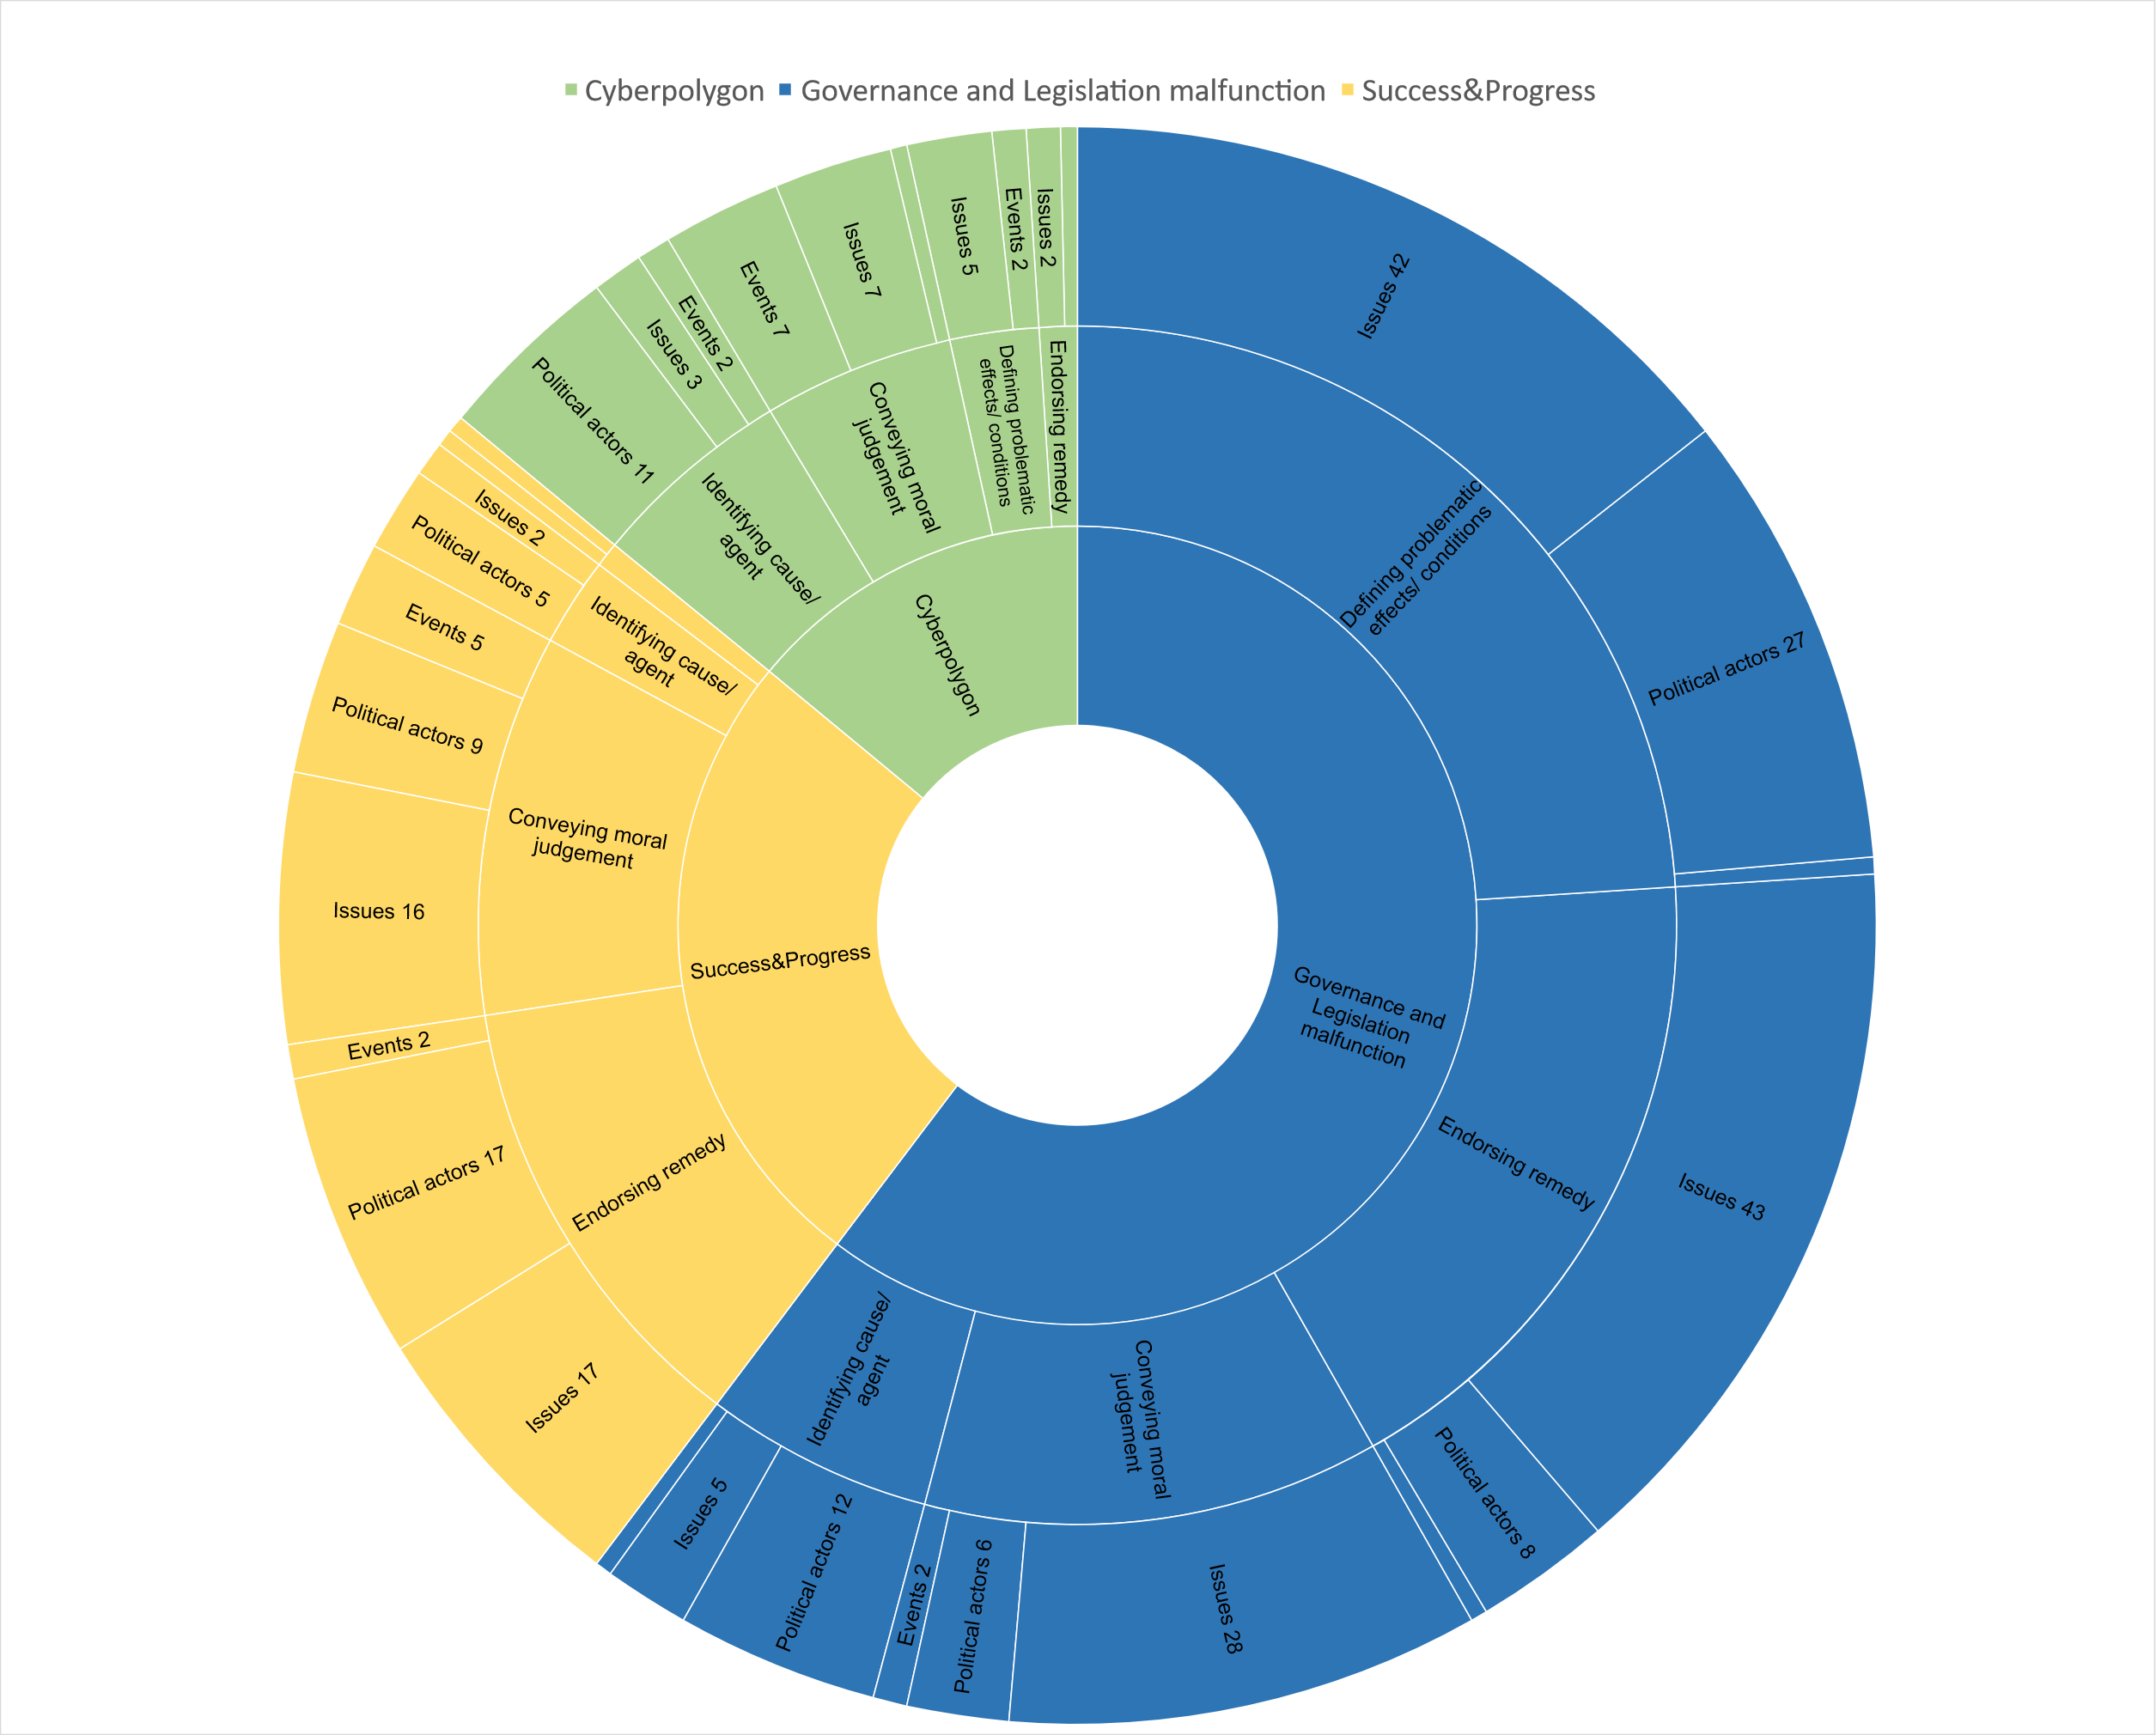 Cyberpolygon Governance and Legislation malfunction Success&Progress
Issues 42
Defining problematic
effects/ conditions
Political actors 27
Governance and
Legislation
malfunction
Endorsing remedy
Issues 43
Political actors 8
Conveying moral
judgement
Issues 28
Political actors 6
Events 2
Identifying cause/
agent
Political actors 12
Issues 5
Success&Progress
Endorsing remedy
Issues 17
Political actors 17
Events 2
Conveying moral
judgement
Issues 16
Political actors 9
Events 5
Identifying cause/
agent
Political actors 5
Issues 2
Cyberpolygon
Identifying cause/
agent
Political actors 11
Issues 3
Events 2
Conveying moral
judgement
Events 7
Issues 7
Defining problematic
effects/ conditions
Issues 5
Events 2
Endorsing remedy
Issues 2